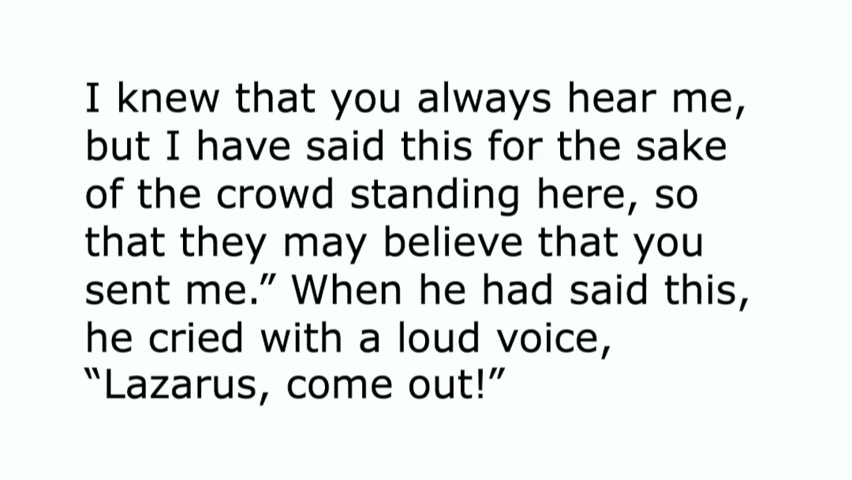 I knew that you always hear me,
but I have said this for the sake
of the crowd standing here, so
that they may believe that you
sent me.” When he had said this,
he cried with a loud voice,
“Lazarus, come out!”